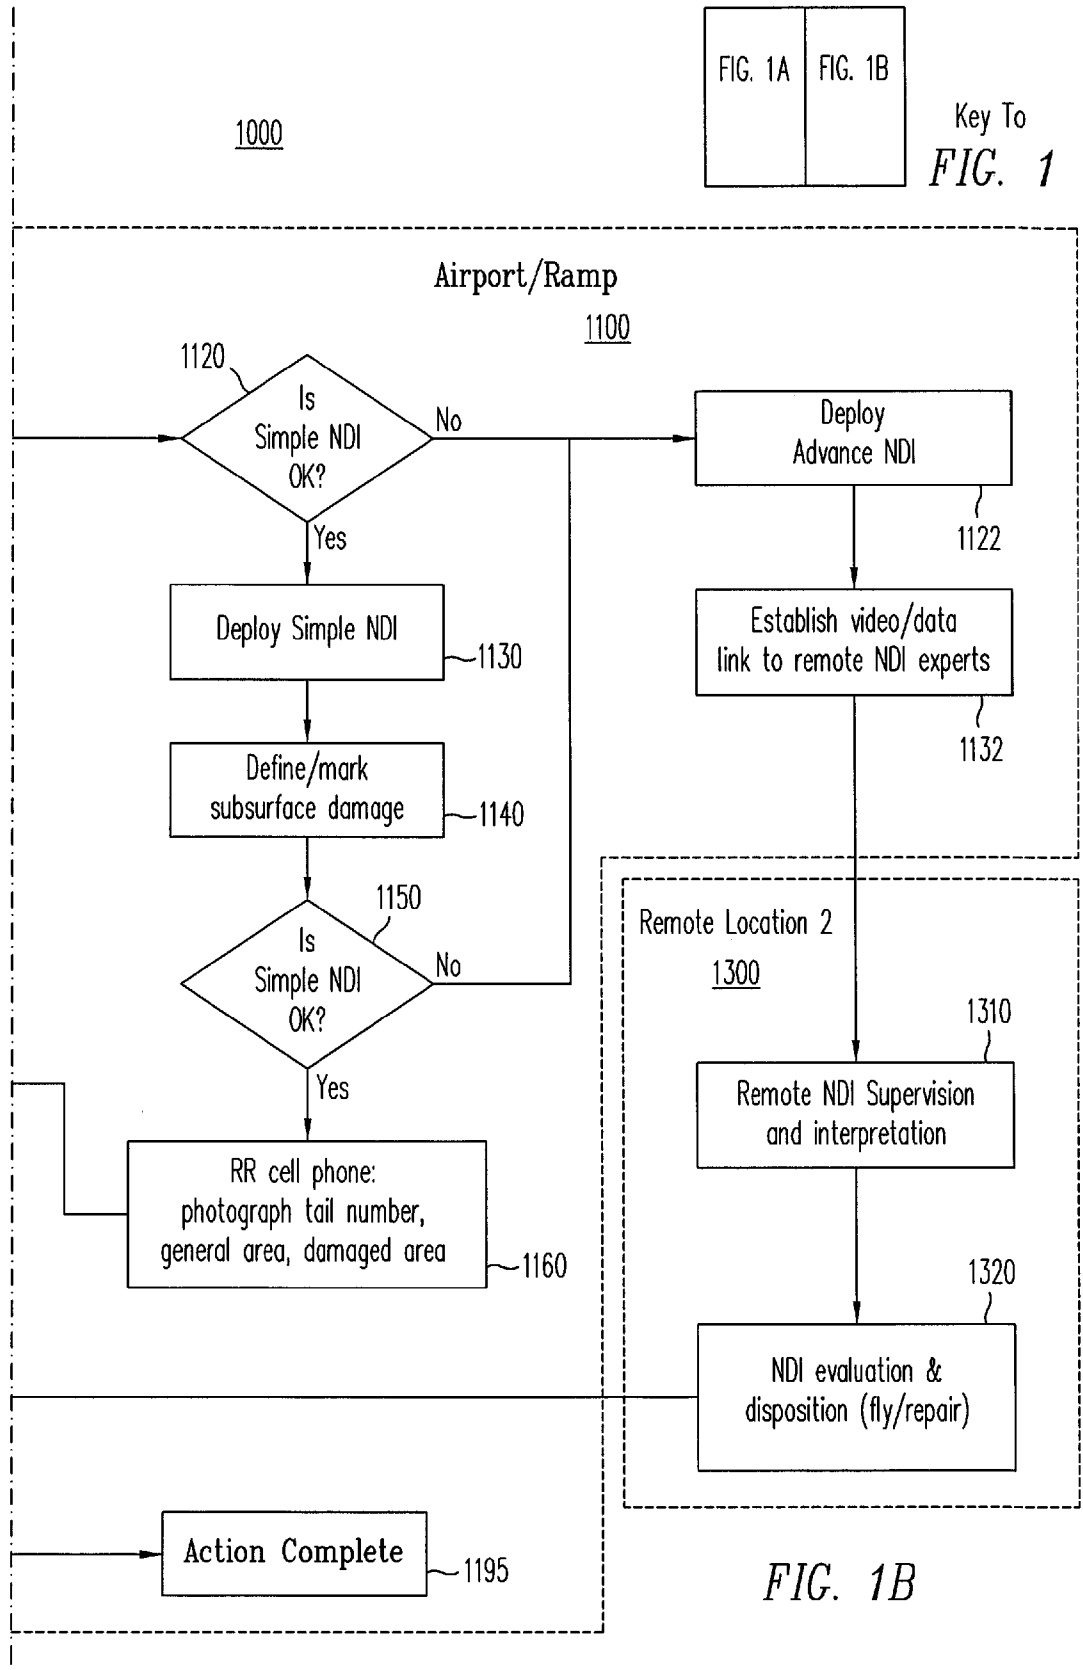 FIG. 1A
FIG. 1B
Key To
FIG. 1
1000
Airport/Ramp
1100
1120
Is
Simple NDI
OK?
No
Yes
Deploy
Advance NDI
1122
Deploy Simple NDI
1130
Establish video/data
link to remote NDI experts
1132
Define/mark
subsurface damage
1140
1150
Is
Simple NDI
OK?
No
Yes
Remote Location 2
1300
1310
Remote NDI Supervision
and interpretation
RR cell phone:
photograph tail number,
general area, damaged area
1160
1320
NDI evaluation &
disposition (fly/repair)
Action Complete
1195
FIG. 1B